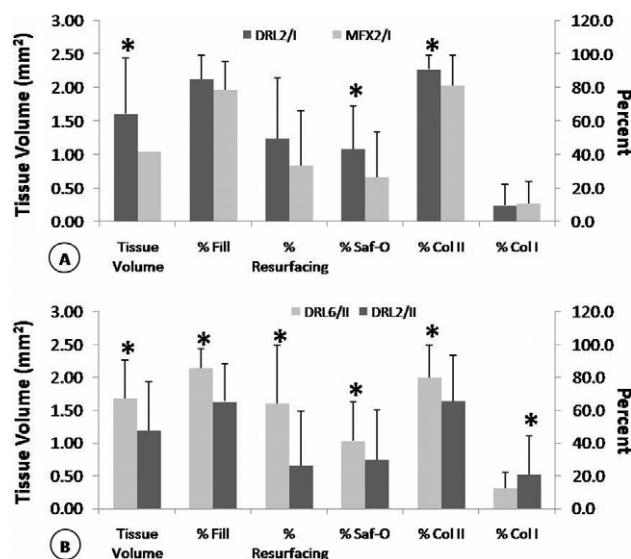 3.00
2.50
2.00
1.50
1.00
0.50
0.00
Tissue Volume (mm²)
■ DRL2/I ■ MFX2/I
*
*
*
120.0
100.0
80.0
60.0
40.0
20.0
0.0
Percent
Tissue Volume
% Fill
% Resurfacing
% Saf-O
% Col II
% Col I
A
3.00
2.50
2.00
1.50
1.00
0.50
0.00
Tissue Volume (mm²)
■ DRL6/II ■ DRL2/II
*
*
*
*
*
*
120.0
100.0
80.0
60.0
40.0
20.0
0.0
Percent
Tissue Volume
% Fill
% Resurfacing
% Saf-O
% Col II
% Col I
B